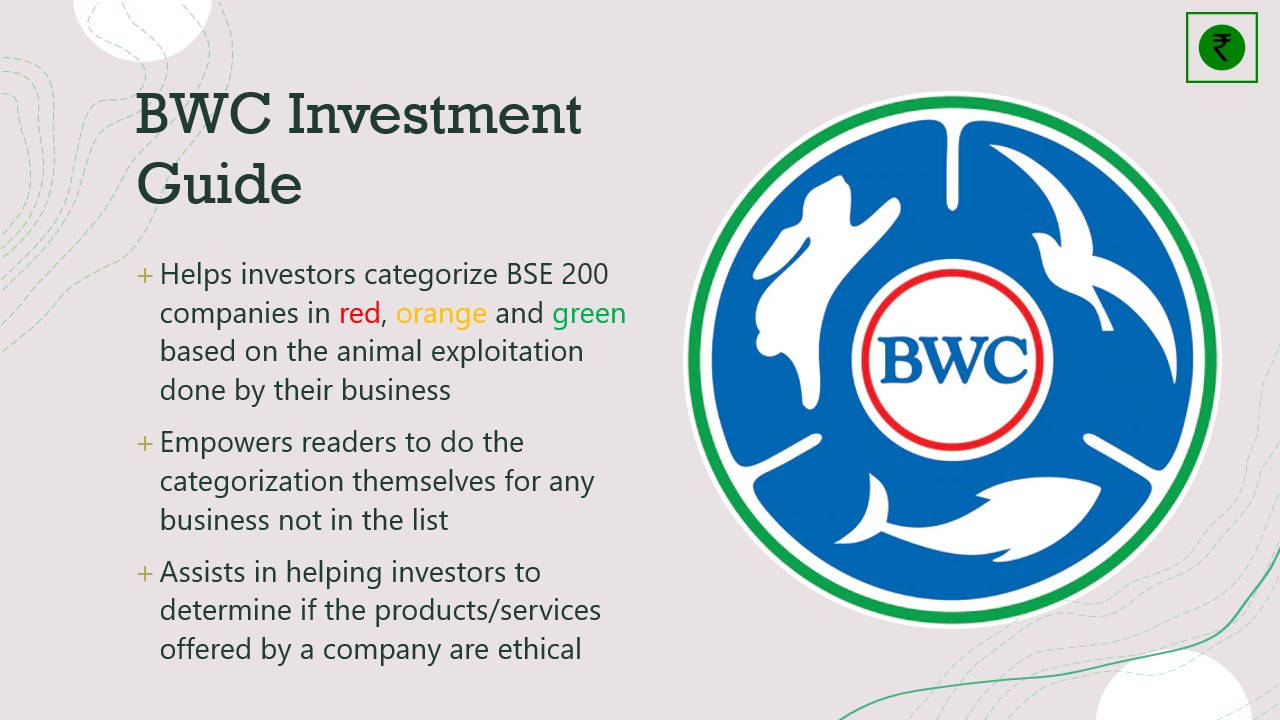 ₹
BWC Investment
Guide
+ Helps investors categorize BSE 200
companies in red, orange and green
based on the animal exploitation
done by their business
+ Empowers readers to do the
categorization themselves for any
business not in the list
+ Assists in helping investors to
determine if the products/services
offered by a company are ethical
BWC